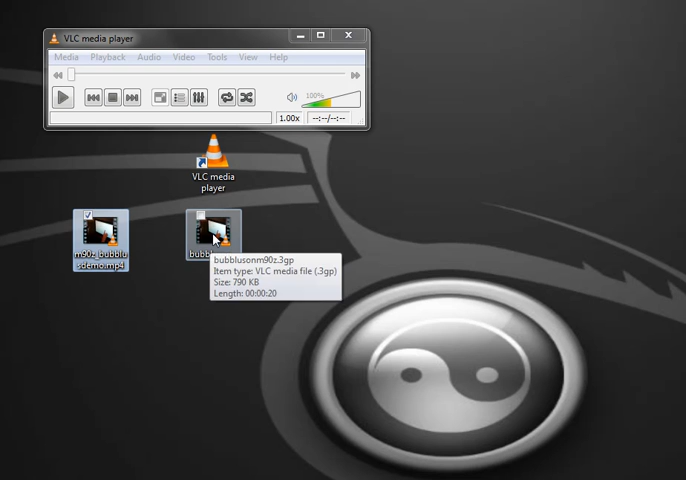 VLC media player
Media Playback Audio Video Tools View Help
100%
1.00x --:--/--:--
VLC media
player
m90z_bubblu
sdemo.mp4
bubbl
bubblusonm90z.3gp
Item type: VLC media file (.3gp)
Size: 790 KB
Length: 00:00:20